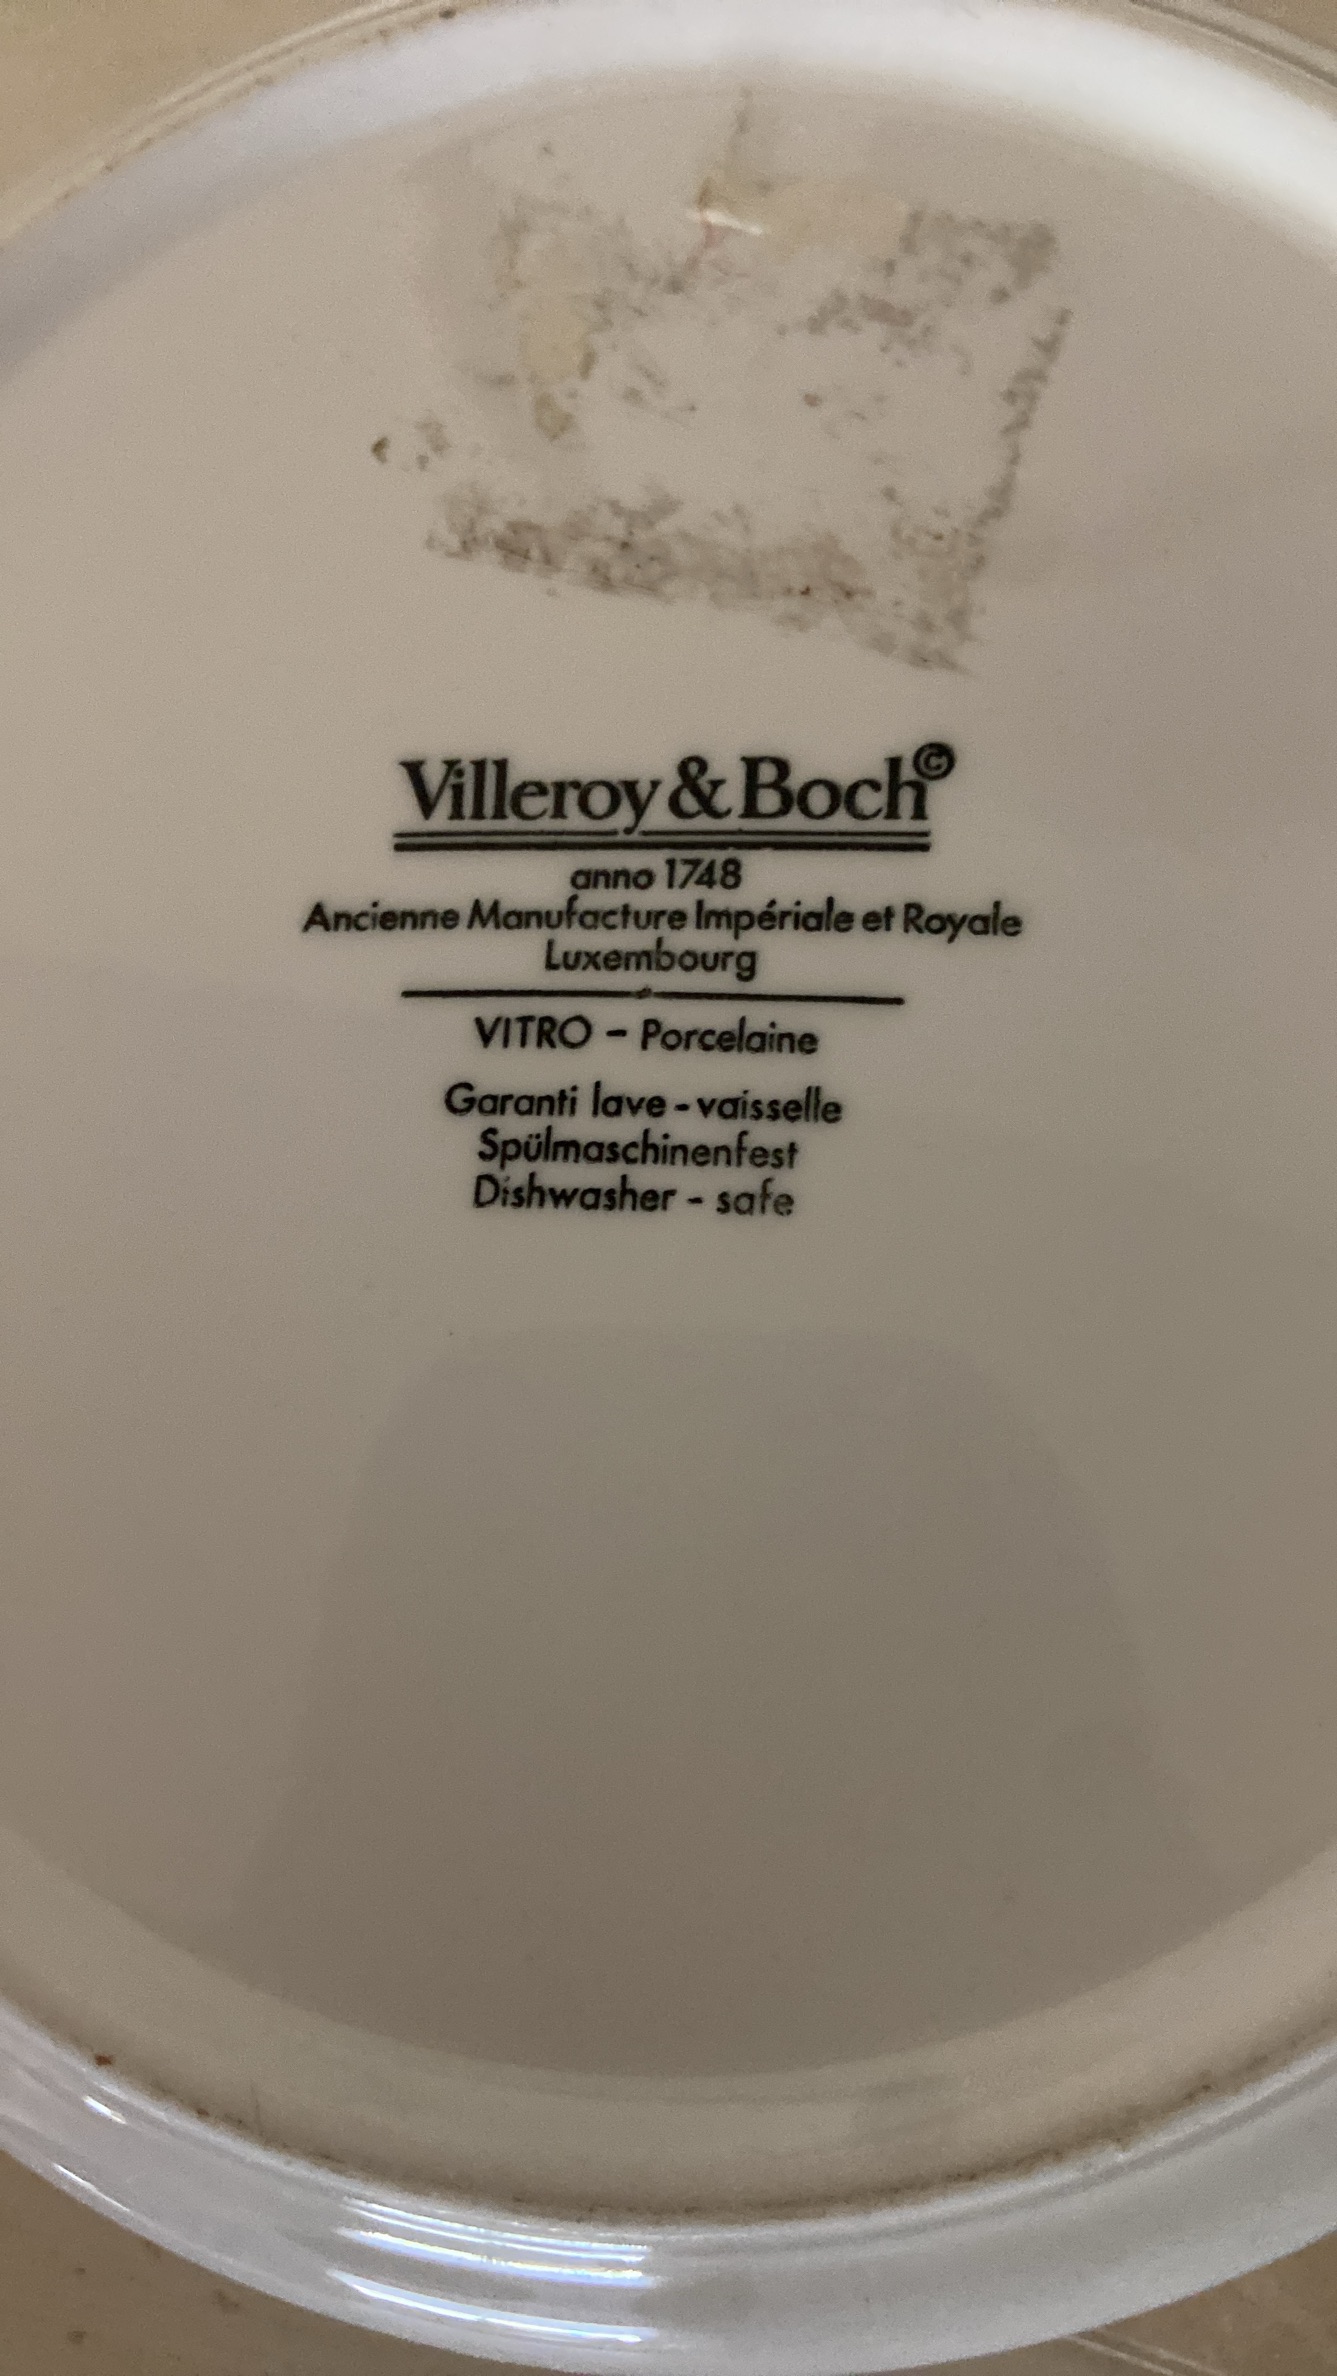 Villeroy & Boch©
anno 1748
Ancienne Manufacture Impériale et Royale
Luxembourg
VITRO - Porcelaine
Garanti lave-vaisselle
Spülmaschinenfest
Dishwasher - safe